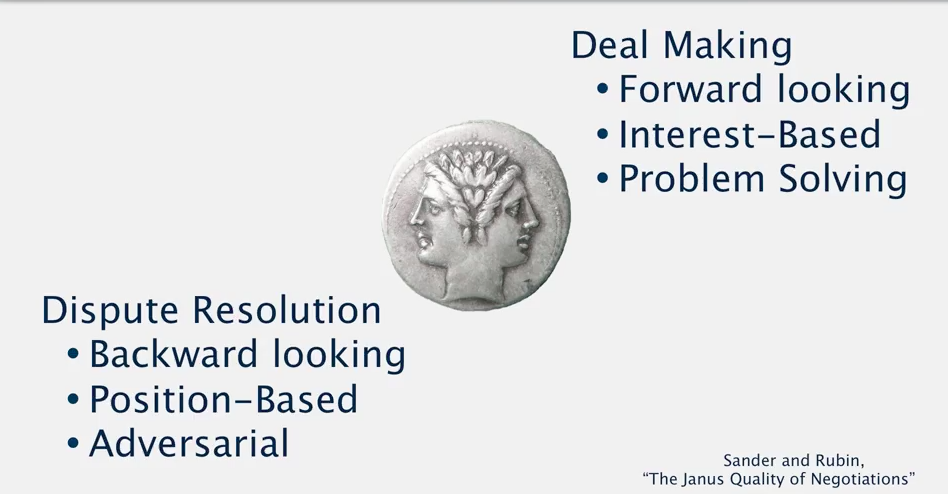 Deal Making
• Forward looking
• Interest-Based
• Problem Solving
Dispute Resolution
• Backward looking
• Position-Based
• Adversarial
Sander and Rubin,
“The Janus Quality of Negotiations”